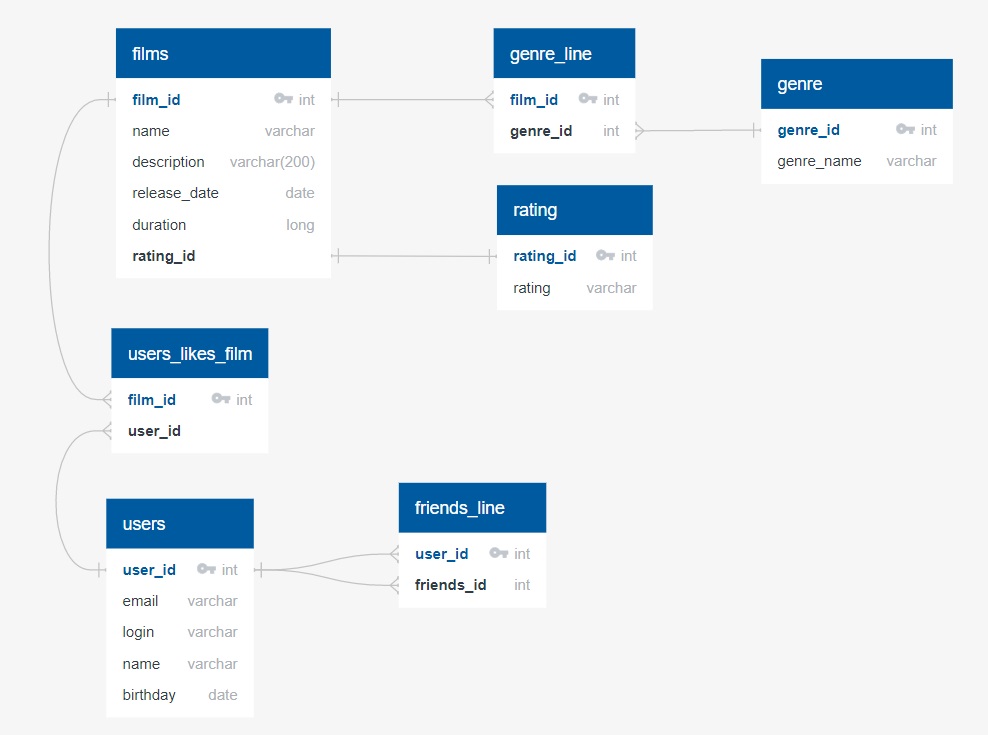 films
film_id int
name varchar
description varchar(200)
release_date date
duration long
rating_id
genre_line
film_id int
genre_id int
genre
genre_id int
genre_name varchar
rating
rating_id int
rating varchar
users_likes_film
film_id int
user_id
users
user_id int
email varchar
login varchar
name varchar
birthday date
friends_line
user_id int
friends_id int